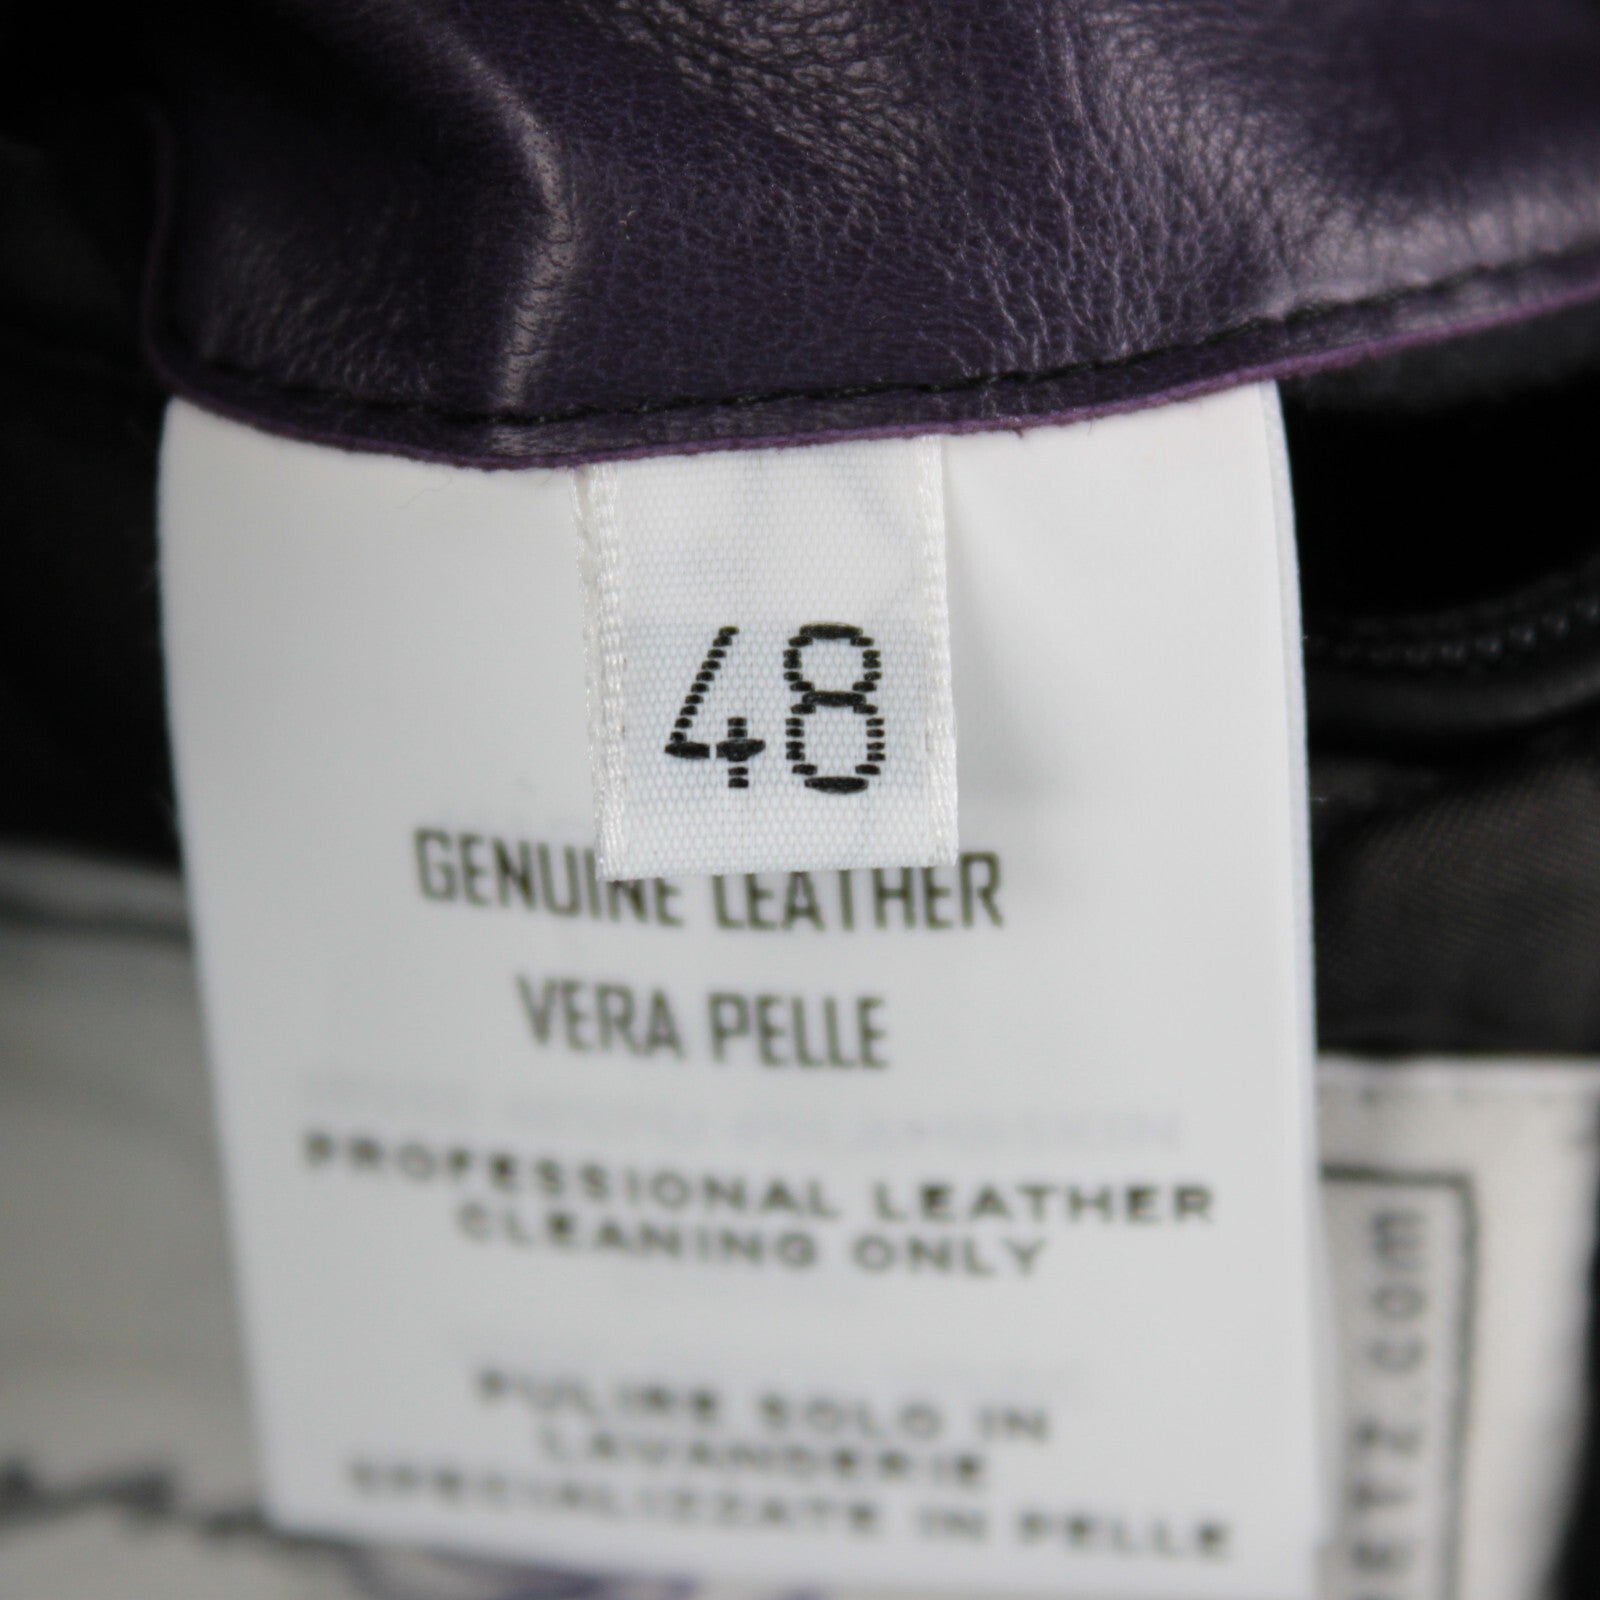 48
GENUINE LEATHER
VERA PELLE
PROFESSIONAL LEATHER
CLEANING ONLY
PULIRE SOLO IN
LAVANDERIE
SPECIALIZZATE IN PELLE